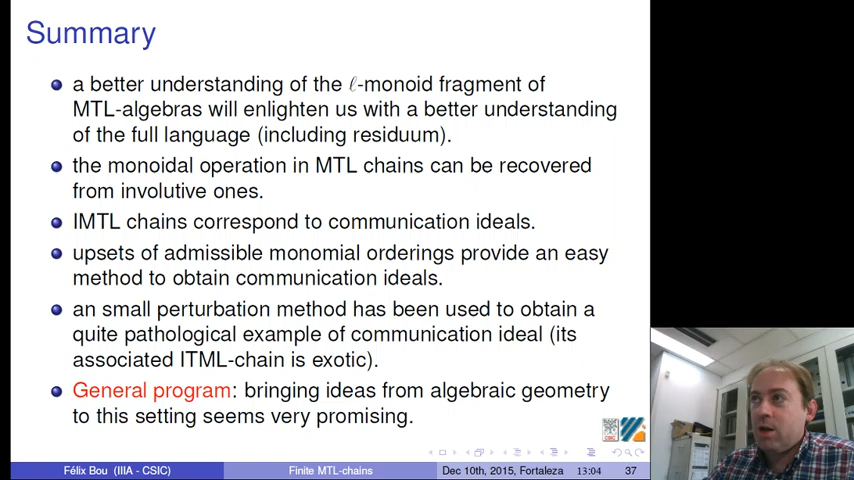 Summary
a better understanding of the ℓ-monoid fragment of
MTL-algebras will enlighten us with a better understanding
of the full language (including residuum).
the monoidal operation in MTL chains can be recovered
from involutive ones.
IMTL chains correspond to communication ideals.
upsets of admissible monomial orderings provide an easy
method to obtain communication ideals.
an small perturbation method has been used to obtain a
quite pathological example of communication ideal (its
associated ITML-chain is exotic).
General program: bringing ideas from algebraic geometry
to this setting seems very promising.
CSIC
Félix Bou (IIIA - CSIC) Finite MTL-chains Dec 10th, 2015, Fortaleza 13:04 37